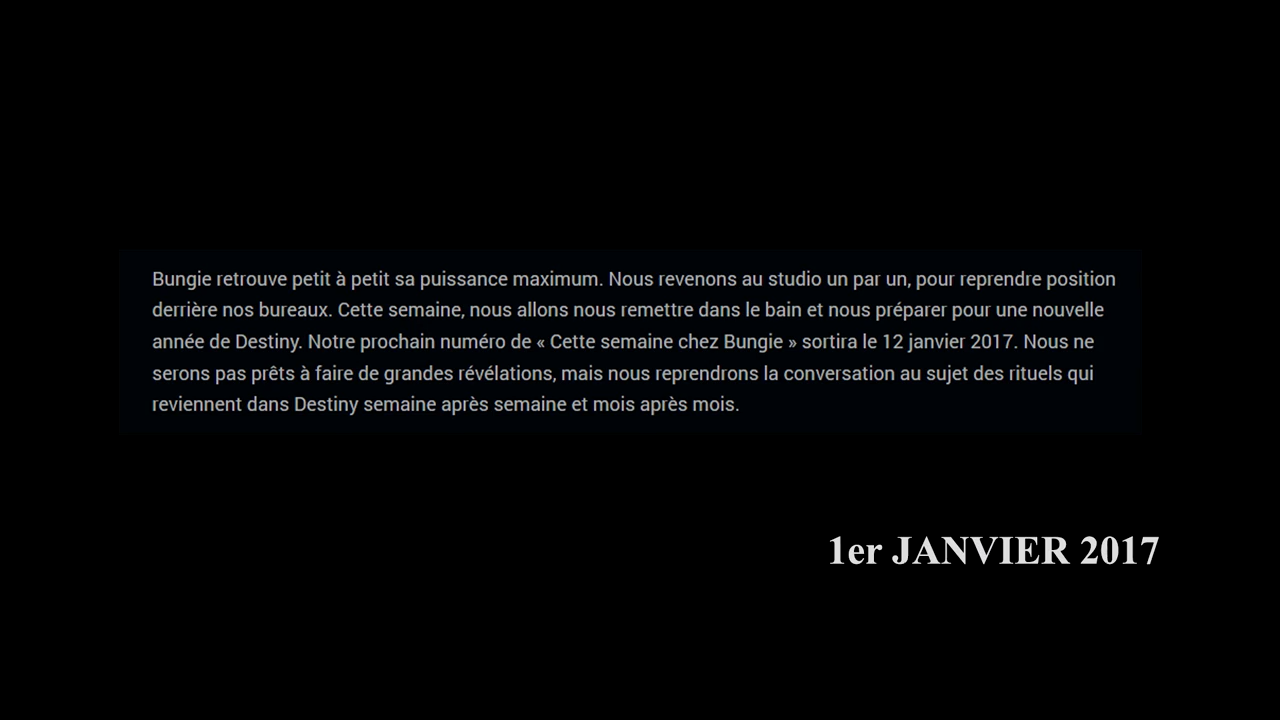 Bungie retrouve petit à petit sa puissance maximum. Nous revenons au studio un par un, pour reprendre position
derrière nos bureaux. Cette semaine, nous allons nous remettre dans le bain et nous préparer pour une nouvelle
année de Destiny. Notre prochain numéro de « Cette semaine chez Bungie » sortira le 12 janvier 2017. Nous ne
serons pas prêts à faire de grandes révélations, mais nous reprendrons la conversation au sujet des rituels qui
reviennent dans Destiny semaine après semaine et mois après mois.
1er JANVIER 2017